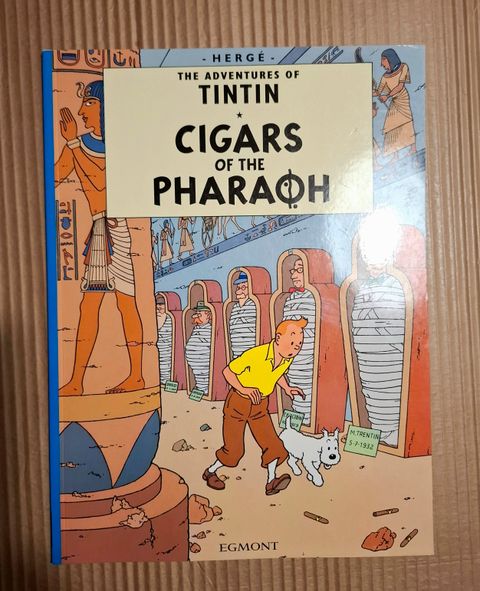 - HERGÉ -
THE ADVENTURES OF
TINTIN
★
CIGARS
OF THE
PHARAOH
M.TRENTIN
5-7-1932
EGMONT